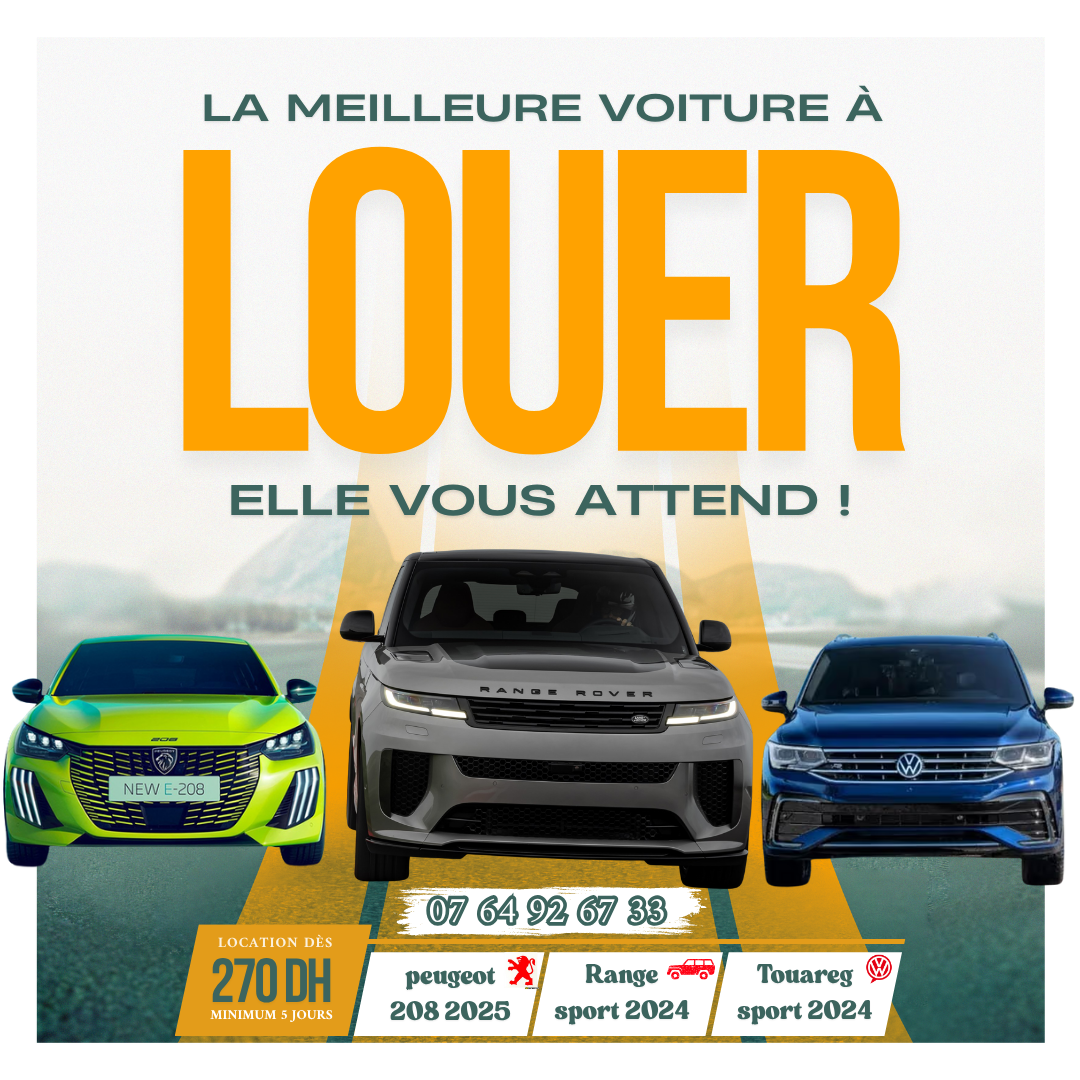 LA MEILLEURE VOITURE À
LOUER
ELLE VOUS ATTEND !
RANGE ROVER
208
PEUGEOT
NEW E-208
07 64 92 67 33
LOCATION DÈS
270 DH
MINIMUM 5 JOURS
peugeot
208 2025
Range
sport 2024
Touareg
sport 2024